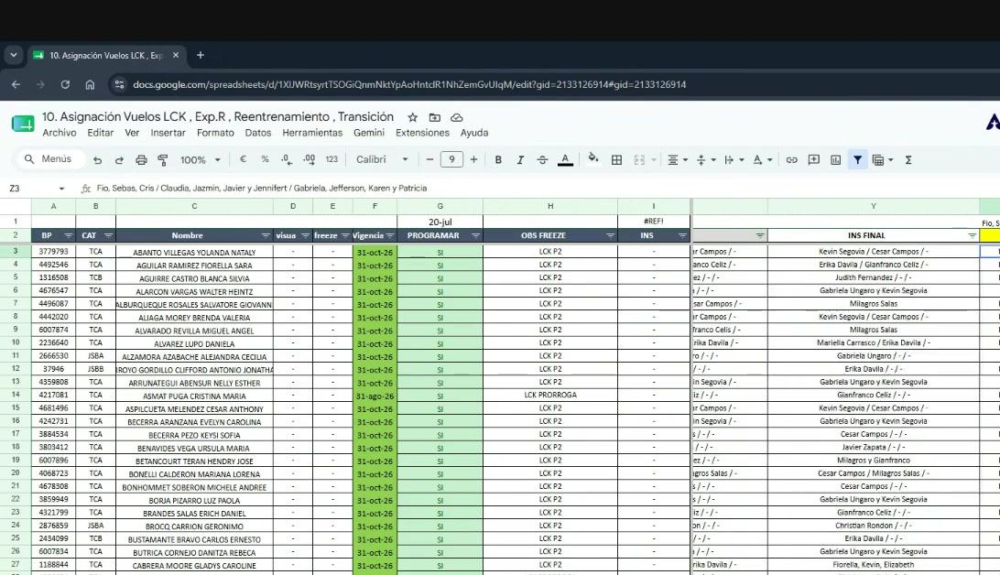 10. Asignación Vuelos LCK , Exp
docs.google.com/spreadsheets/d/1XIJWRtsyrtTSOGiQnmNktYpAoHntclR1NhZemGvUIqM/edit?gid=2133126914#gid=2133126914
10. Asignación Vuelos LCK , Exp.R , Reentrenamiento , Transición
Archivo Editar Ver Insertar Formato Datos Herramientas Gemini Extensiones Ayuda
Menús 100% € % .0 .00 123 Calibri 9 B I A
Z3 fx Fio, Sebas, Cris / Claudia, Jazmin, Javier y Jennifert / Gabriela, Jefferson, Karen y Patricia
A B C D E F G H I Y
1 20-jul #REF! Fio, S
2 BP CAT Nombre visua freeze Vigencia PROGRAMAR OBS FREEZE INS INS FINAL
3 3779793 TCA ABANTO VILLEGAS YOLANDA NATALY - - 31-oct-26 SI LCK P2 - ar Campos / - Kevin Segovia / Cesar Campos / -
4 4492546 TCA AGUILAR RAMIREZ FIORELLA SARA - - 31-oct-26 SI LCK P2 - anco Celiz / - Erika Davila / Gianfranco Celiz / -
5 1316508 TCB AGUIRRE CASTRO BLANCA SILVIA - - 31-oct-26 SI LCK P2 - ez / - / - Judith Fernandez / - / -
6 4676547 TCA ALARCON VARGAS WALTER HEINTZ - - 31-oct-26 SI LCK P2 - / - / - Gabriela Ungaro y Kevin Segovia
7 4496087 TCA ALBURQUEQUE ROSALES SALVATORE GIOVANN - - 31-oct-26 SI LCK P2 - sar Campos / - Milagros Salas
8 4442020 TCA ALIAGA MOREY BRENDA VALERIA - - 31-oct-26 SI LCK P2 - ar Campos / - Kevin Segovia / Cesar Campos / -
9 6007874 TCA ALVARADO REVILLA MIGUEL ANGEL - - 31-oct-26 SI LCK P2 - franco Celis / - Milagros Salas
10 2236640 TCA ALVAREZ LUPO DANIELA - - 31-oct-26 SI LCK P2 - Erika Davila / - Mariella Carrasco / Erika Davila / -
11 2666530 JSBA ALZAMORA AZABACHE ALEJANDRA CECILIA - - 31-oct-26 SI LCK P2 - ro / - / - Gabriela Ungaro / - / -
12 37946 JSBB RROYO GORDILLO CLIFFORD ANTONIO JONATHA - - 31-oct-26 SI LCK P2 - / - / - Erika Davila / - / -
13 4359808 TCA ARRUNATEGUI ABENSUR NELLY ESTHER - - 31-oct-26 SI LCK P2 - in Segovia / - Gabriela Ungaro y Kevin Segovia
14 4217081 TCA ASMAT PUGA CRISTINA MARIA - - 31-ago-26 SI LCK PRORROGA - iz / - / - Gianfranco Celiz / - / -
15 4681496 TCA ASPILCUETA MELENDEZ CESAR ANTHONY - - 31-oct-26 SI LCK P2 - ar Campos / - Kevin Segovia / Cesar Campos / -
16 4242731 TCA BECERRA ARANZANA EVELYN CAROLINA - - 31-oct-26 SI LCK P2 - in Segovia / - Gabriela Ungaro y Kevin Segovia
17 3884534 TCA BECERRA PEZO KEYSI SOFIA - - 31-oct-26 SI LCK P2 - s / - / - Cesar Campos / - / -
18 3803412 TCA BENAVIDES VEGA URSULA MARIA - - 31-oct-26 SI LCK P2 - / - / - Javier Zapata / - / -
19 6007896 TCA BETANCOURT TERAN HENDRY JOSE - - 31-oct-26 SI LCK P2 - ez / - / - Milagros y Gianfranco
20 4068723 TCA BONELLI CALDERON MARIANA LORENA - - 31-oct-26 SI LCK P2 - gros Salas / - Cesar Campos / Milagros Salas / -
21 4678308 TCA BONHOMMET SOBERON MICHELE ANDREE - - 31-oct-26 SI LCK P2 - s / - / - Cesar Campos / - / -
22 3859949 TCA BORJA PIZARRO LUZ PAOLA - - 31-oct-26 SI LCK P2 - in Segovia / - Gabriela Ungaro y Kevin Segovia
23 4321799 TCA BRANDES SALAS ERICH DANIEL - - 31-oct-26 SI LCK P2 - iz / - / - Gianfranco Celiz / - / -
24 2876859 JSBA BROCQ CARRION GERONIMO - - 31-oct-26 SI LCK P2 - on / - / - Christian Rondon / - / -
25 2434099 TCB BUSTAMANTE BRAVO CARLOS ERNESTO - - 31-oct-26 SI LCK P2 - / - / - Erika Davila / - / -
26 6007834 TCA BUTRICA CORNEJO DANITZA REBECA - - 31-oct-26 SI LCK P2 - / - / - Gabriela Ungaro y Kevin Segovia
27 1188844 TCA CABRERA MOORE GLADYS CAROLINE - - 31-oct-26 SI LCK P2 - rika Davila / - Fiorella, Kevin, Elizabeth